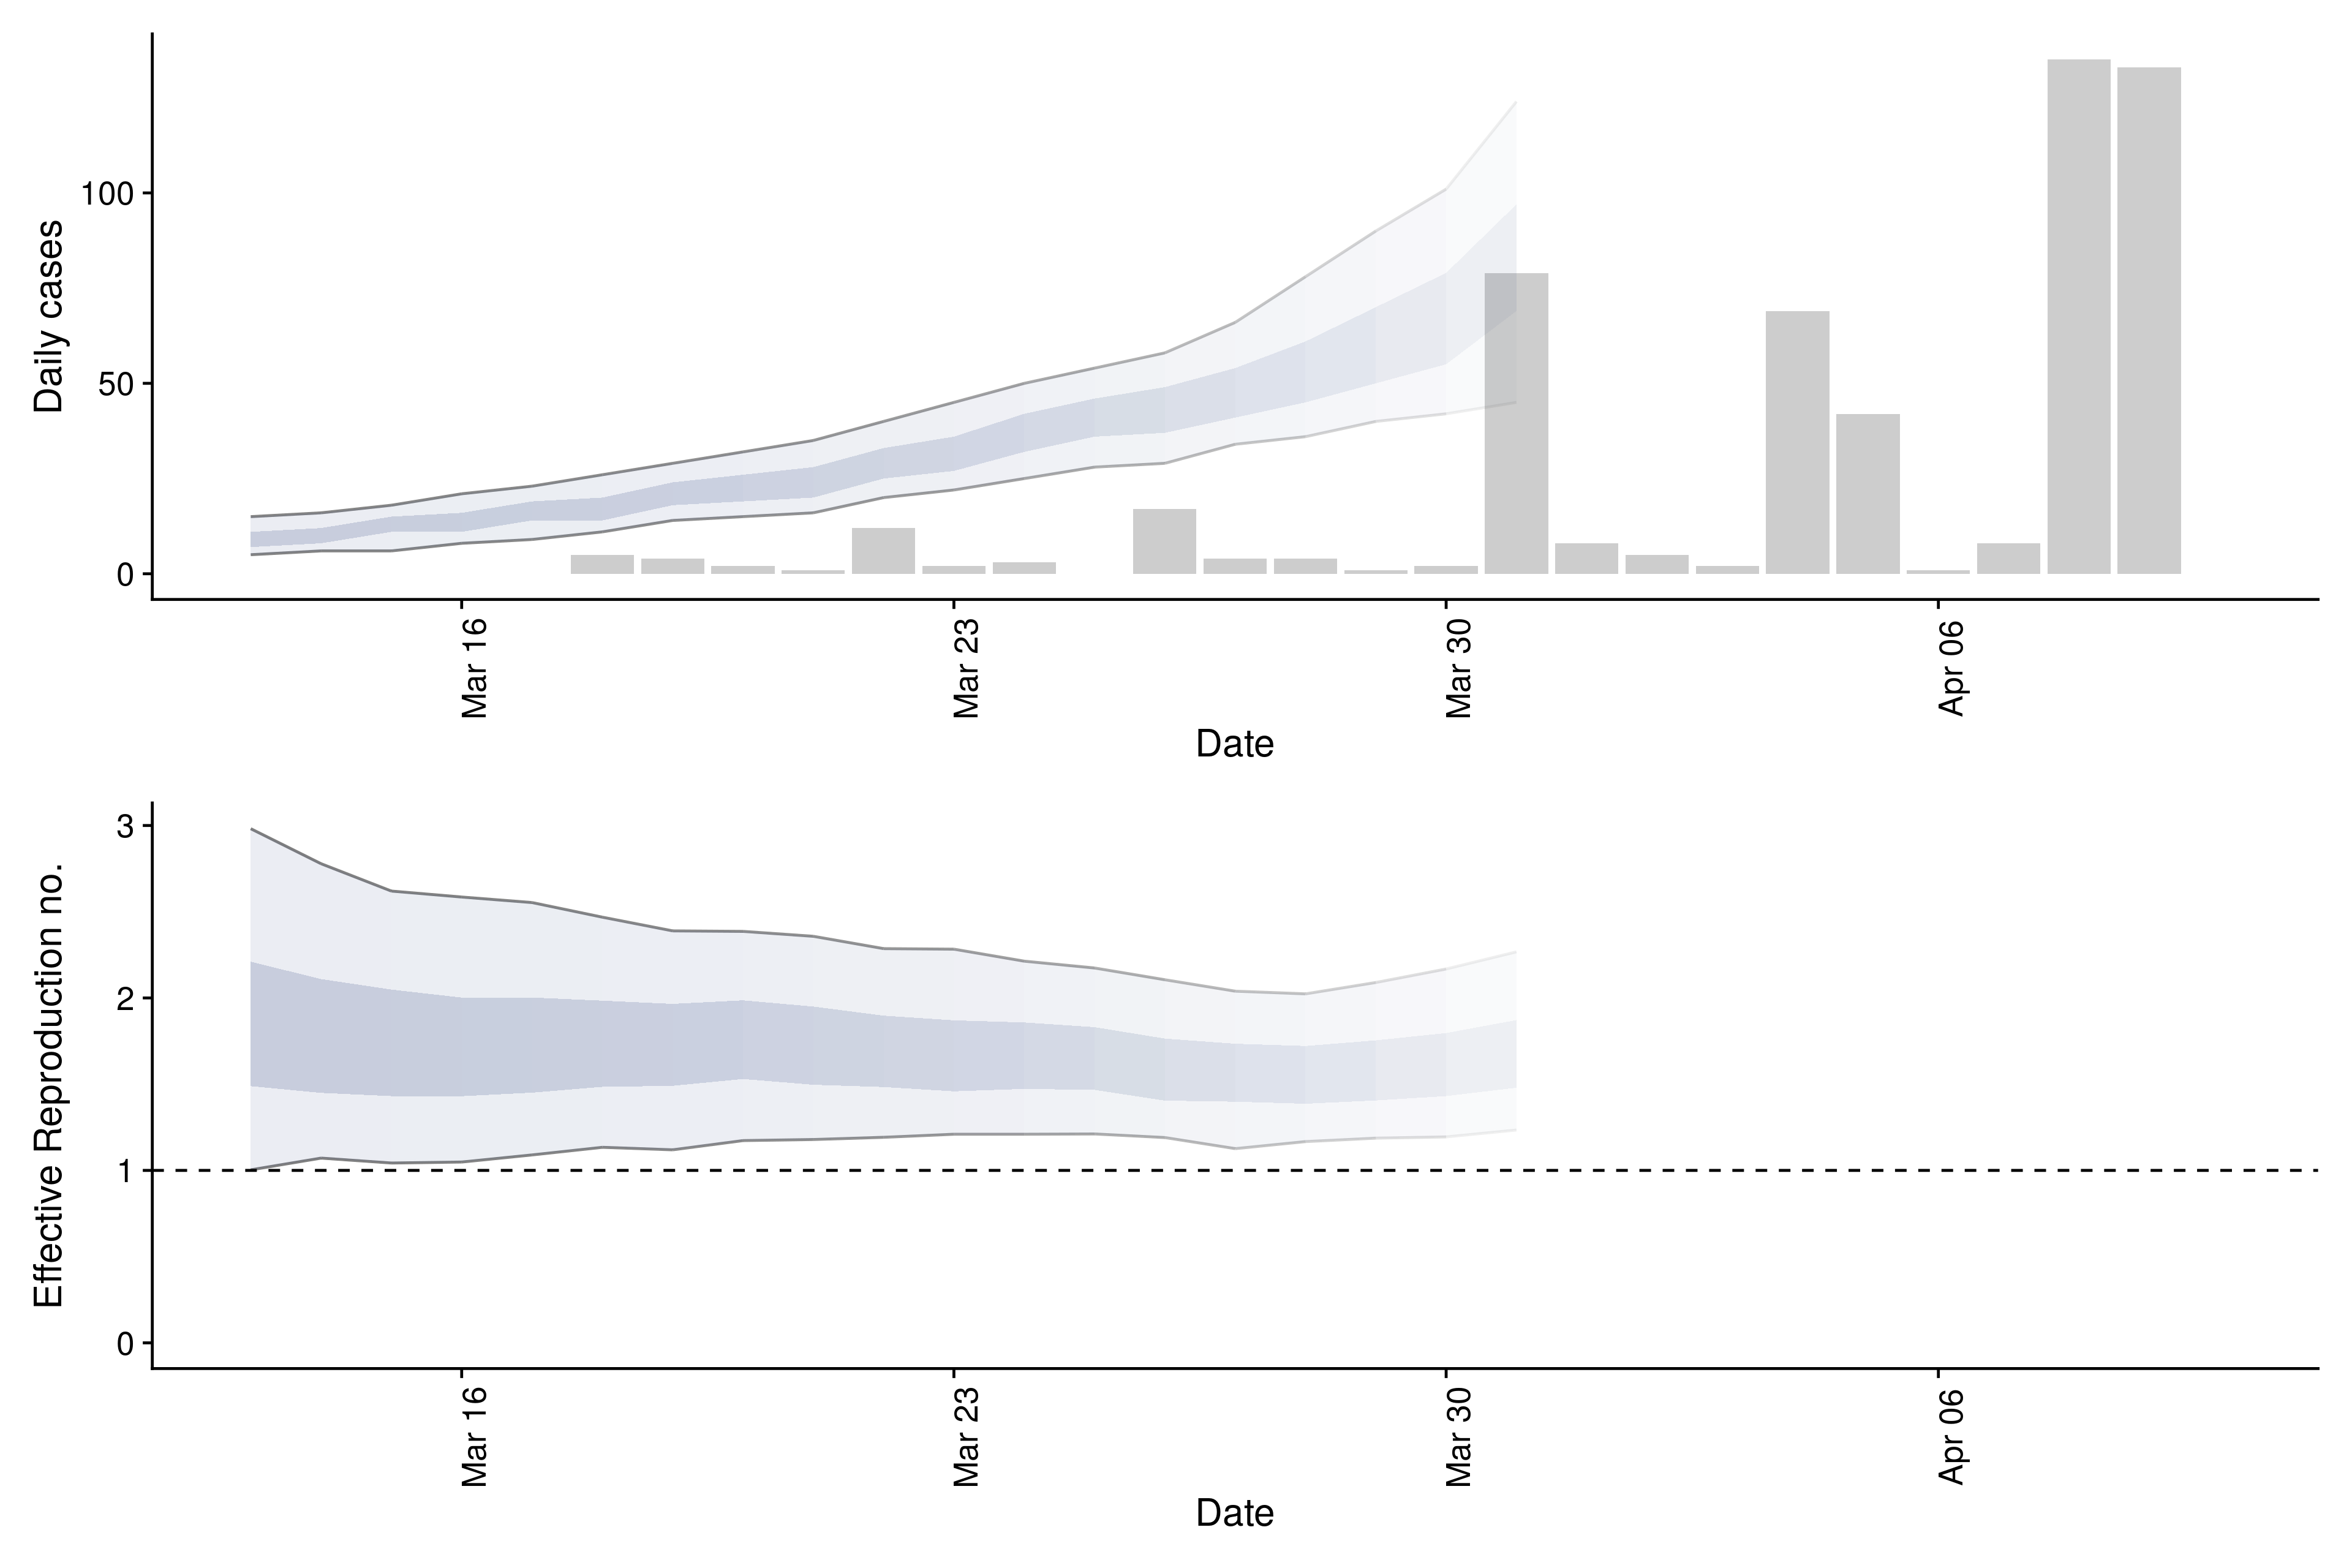 Daily cases
100
50
0
Mar 16
Mar 23
Mar 30
Apr 06
Date
Effective Reproduction no.
3
2
1
0
Mar 16
Mar 23
Mar 30
Apr 06
Date